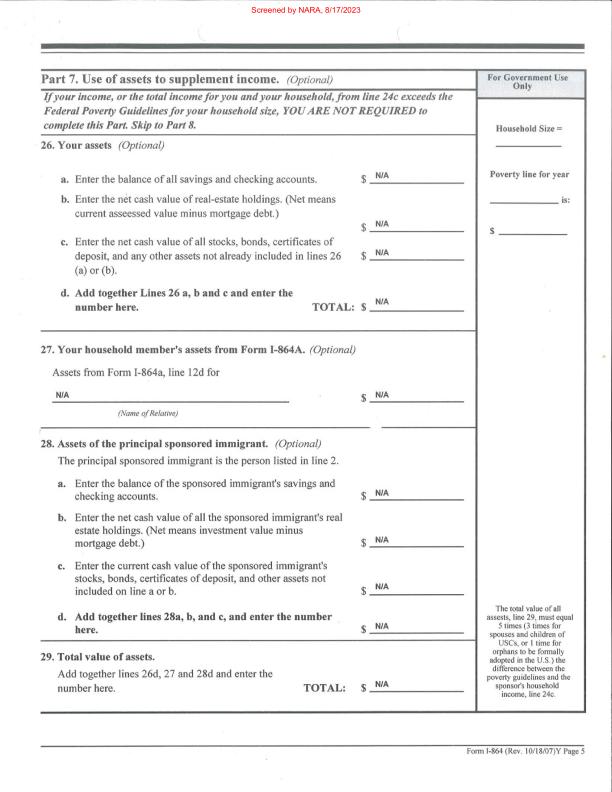 Screened by NARA, 8/17/2023
Part 7. Use of assets to supplement income. (Optional)
If your income, or the total income for you and your household, from line 24c exceeds the
Federal Poverty Guidelines for your household size, YOU ARE NOT REQUIRED to
complete this Part. Skip to Part 8.
26. Your assets (Optional)
a. Enter the balance of all savings and checking accounts. $ N/A
b. Enter the net cash value of real-estate holdings. (Net means
current asseessed value minus mortgage debt.)
$ N/A
c. Enter the net cash value of all stocks, bonds, certificates of
deposit, and any other assets not already included in lines 26 $ N/A
(a) or (b).
d. Add together Lines 26 a, b and c and enter the
number here. TOTAL: $ N/A
27. Your household member's assets from Form I-864A. (Optional)
Assets from Form I-864a, line 12d for
N/A $ N/A
(Name of Relative)
28. Assets of the principal sponsored immigrant. (Optional)
The principal sponsored immigrant is the person listed in line 2.
a. Enter the balance of the sponsored immigrant's savings and
checking accounts. $ N/A
b. Enter the net cash value of all the sponsored immigrant's real
estate holdings. (Net means investment value minus
mortgage debt.) $ N/A
c. Enter the current cash value of the sponsored immigrant's
stocks, bonds, certificates of deposit, and other assets not
included on line a or b. $ N/A
d. Add together lines 28a, b, and c, and enter the number
here. $ N/A
29. Total value of assets.
Add together lines 26d, 27 and 28d and enter the
number here. TOTAL: $ N/A
For Government Use
Only
Household Size =
Poverty line for year
is:
$
The total value of all
assests, line 29, must equal
5 times (3 times for
spouses and children of
USCs, or 1 time for
orphans to be formally
adopted in the U.S.) the
difference between the
poverty guidelines and the
sponsor's household
income, line 24c.
Form I-864 (Rev. 10/18/07)Y Page 5